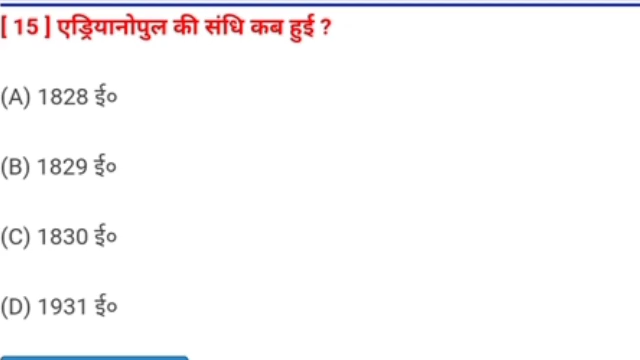 [ 15 ] एड्रियानोपुल की संधि कब हुई ?
(A) 1828 ई०
(B) 1829 ई०
(C) 1830 ई०
(D) 1931 ई०